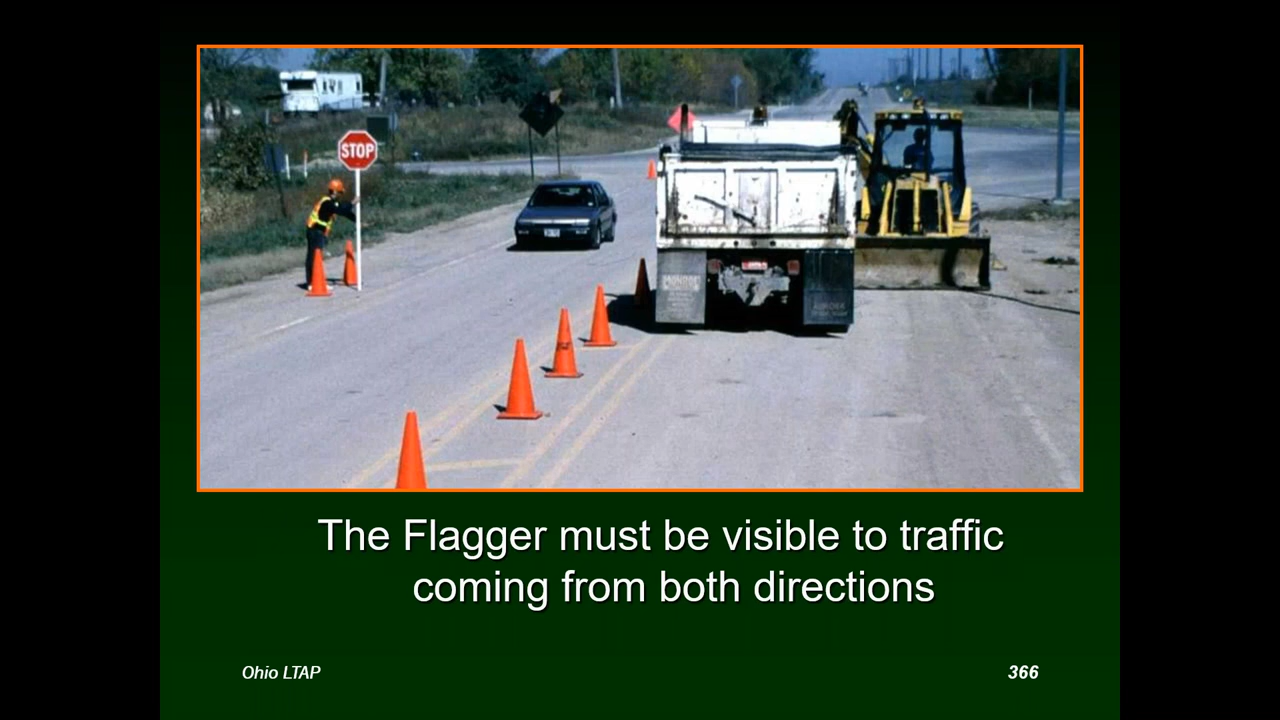 STOP
The Flagger must be visible to traffic
coming from both directions
Ohio LTAP
366